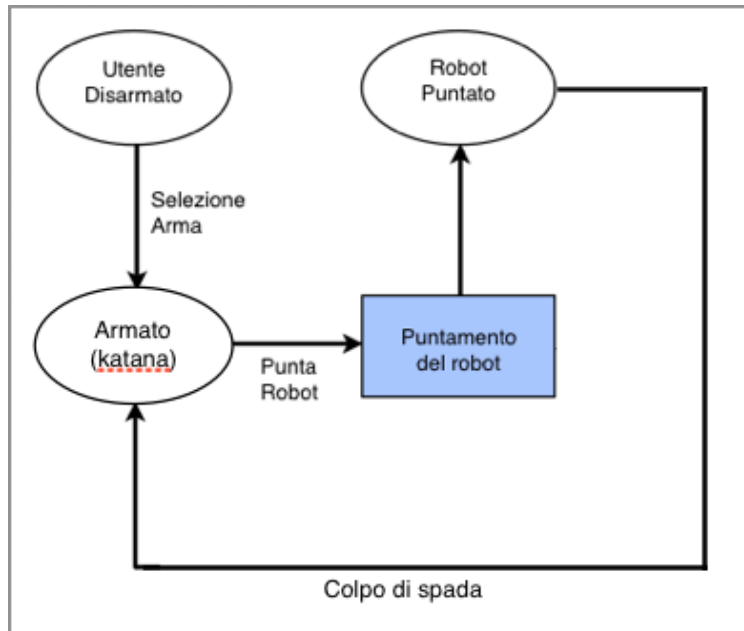 Utente
Disarmato
Robot
Puntato
Selezione
Arma
Armato
(katana)
Punta
Robot
Puntamento
del robot
Colpo di spada